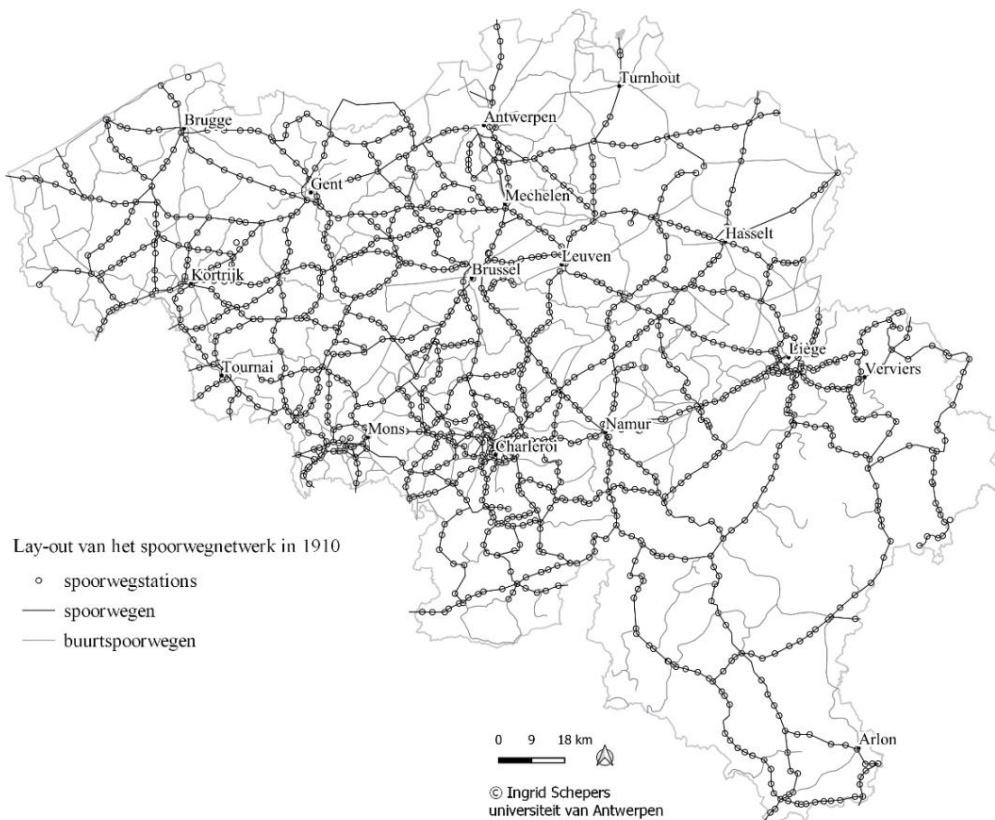 Turnhout
Antwerpen
Brugge
Gent
Mechelen
Hasselt
Leuven
Brussel
Kortrijk
Liège
Verviers
Tournai
Mons
Namur
Charleroi
Lay-out van het spoorwegnetwerk in 1910
spoorwegstations
spoorwegen
buurtspoorwegen
Arlon
0 9 18 km
© Ingrid Schepers
universiteit van Antwerpen